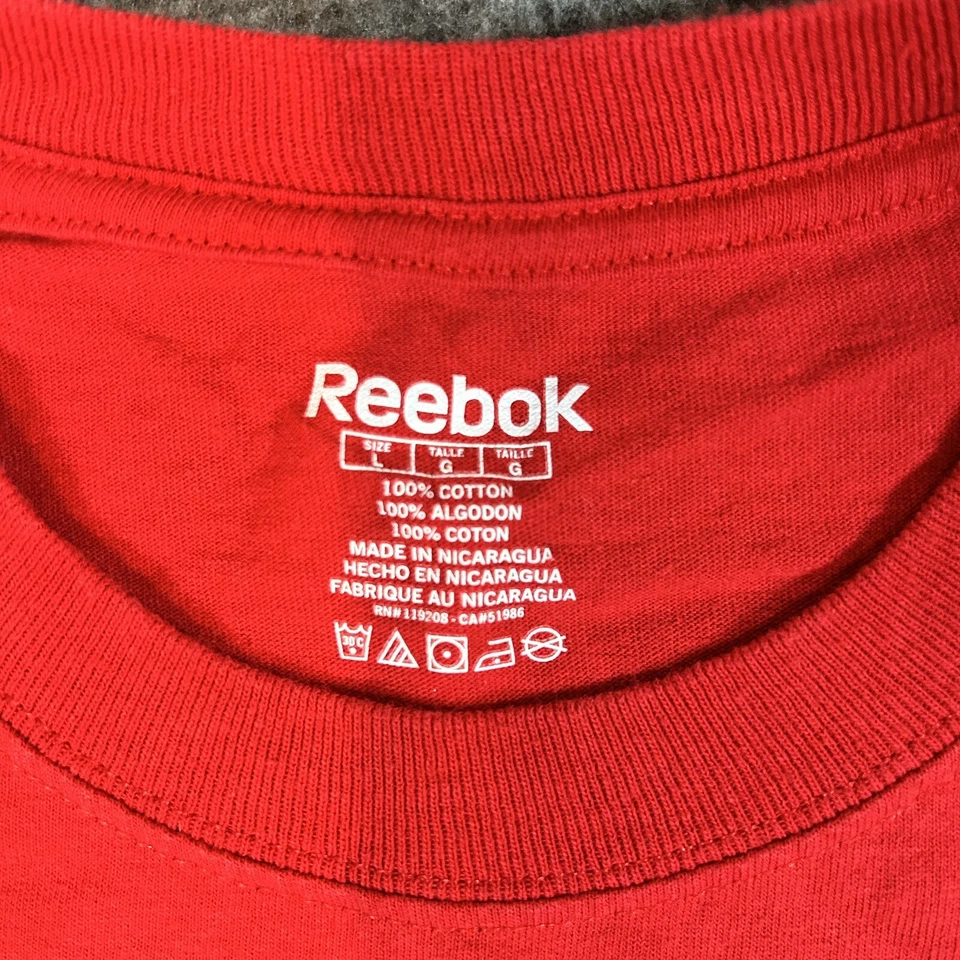 Reebok
SIZE TALLE TAILLE
L G G
100% COTTON
100% ALGODON
100% COTON
MADE IN NICARAGUA
HECHO EN NICARAGUA
FABRIQUE AU NICARAGUA
RN# 119208 - CA#51986
30°C